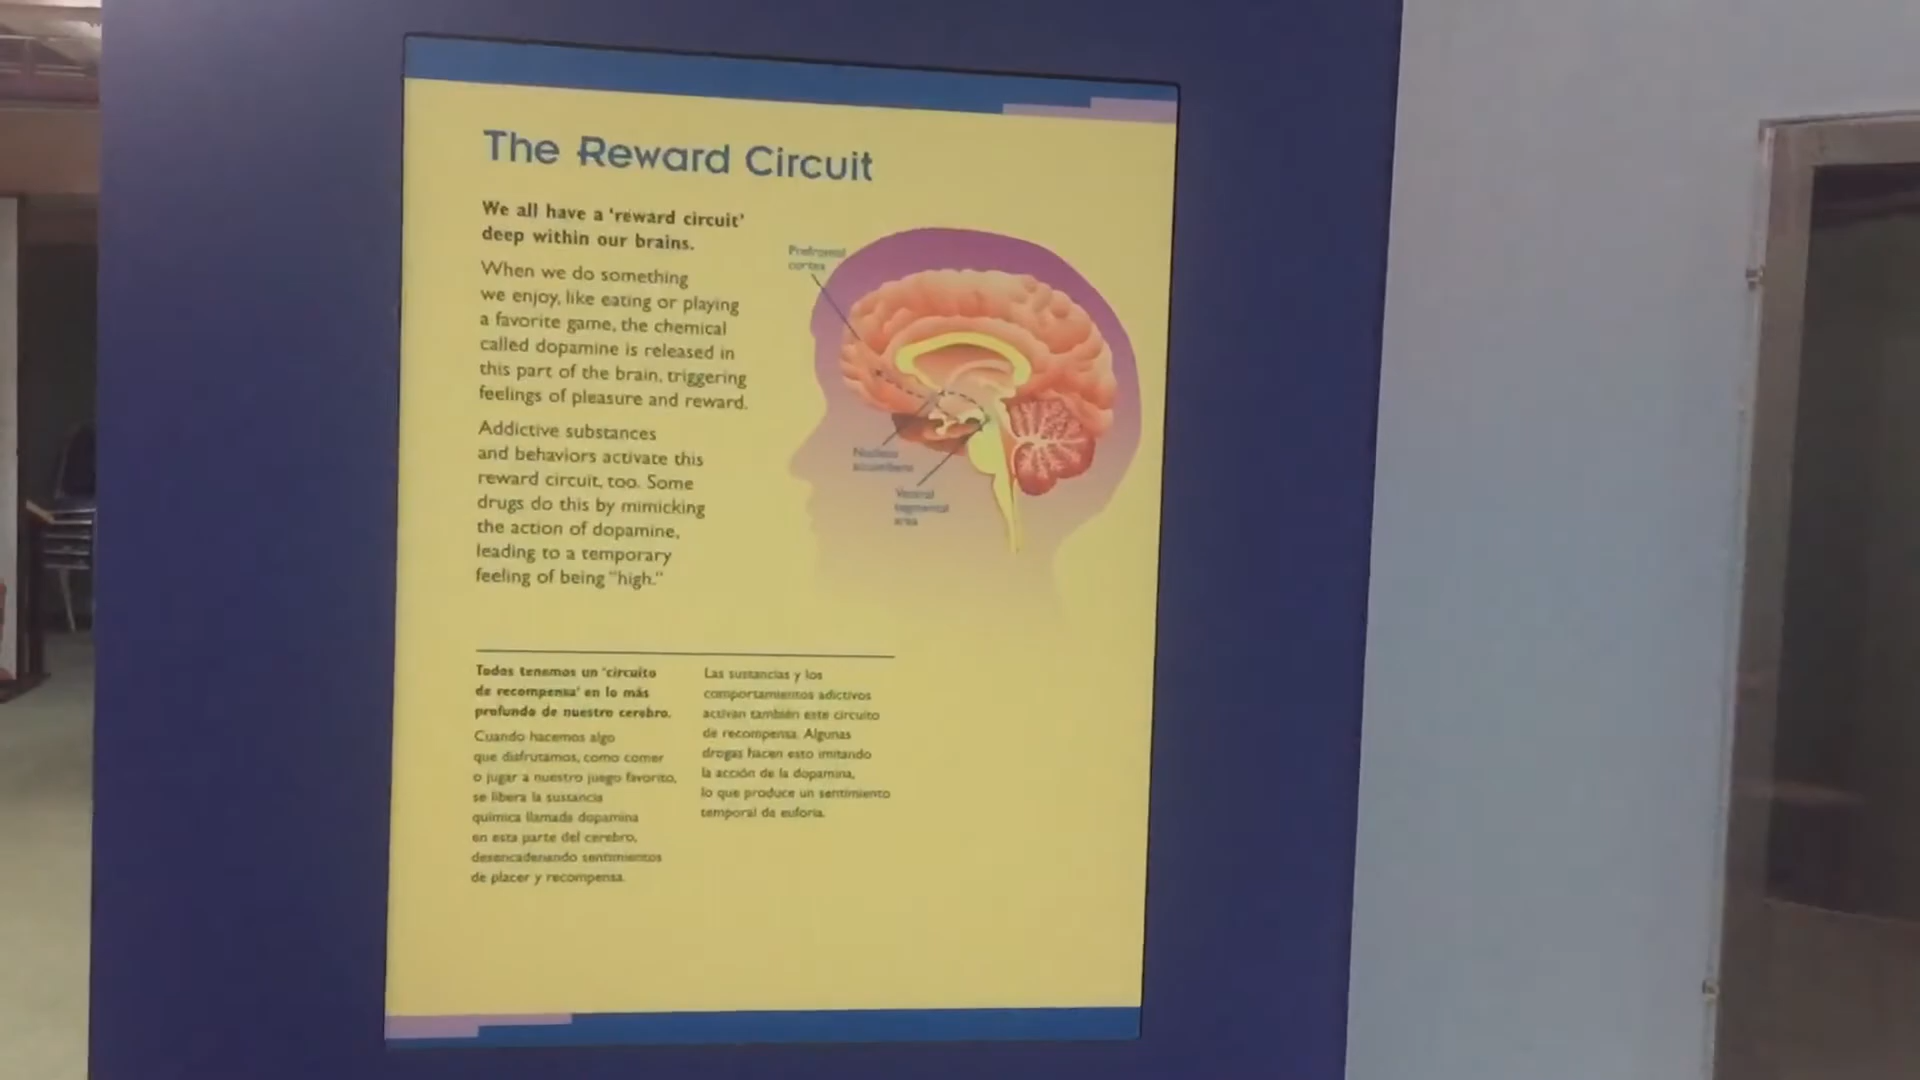 The Reward Circuit
We all have a 'reward circuit'
deep within our brains.
When we do something
we enjoy, like eating or playing
a favorite game, the chemical
called dopamine is released in
this part of the brain, triggering
feelings of pleasure and reward.
Addictive substances
and behaviors activate this
reward circuit, too. Some
drugs do this by mimicking
the action of dopamine,
leading to a temporary
feeling of being "high."
Prefrontal
cortex
Nucleus
accumbens
Ventral
tegmental
area
Todos tenemos un 'circuito
de recompensa' en lo más
profundo de nuestro cerebro.
Cuando hacemos algo
que disfrutamos, como comer
o jugar a nuestro juego favorito,
se libera la sustancia
química llamada dopamina
en esta parte del cerebro,
desencadenando sentimientos
de placer y recompensa.
Las sustancias y los
comportamientos adictivos
activan también este circuito
de recompensa. Algunas
drogas hacen esto imitando
la acción de la dopamina,
lo que produce un sentimiento
temporal de euforia.